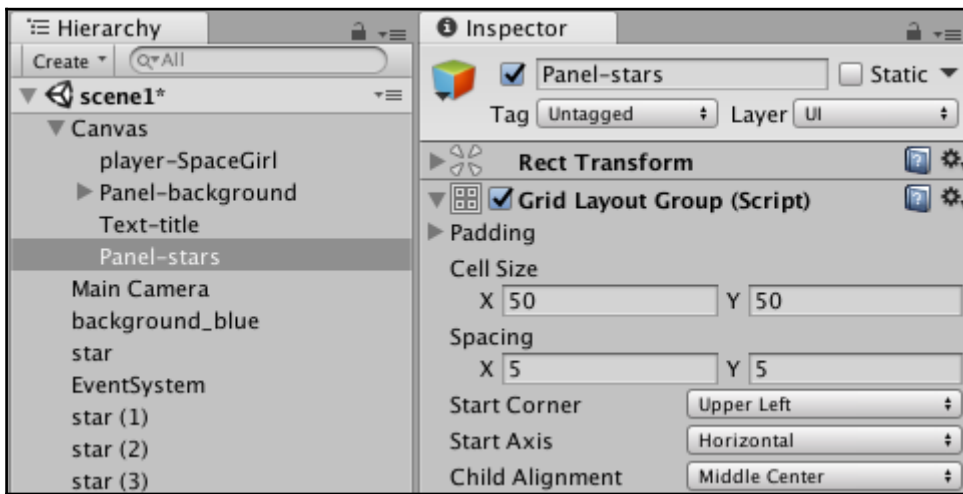 Hierarchy
Create
All
scene1*
Canvas
player-SpaceGirl
Panel-background
Text-title
Panel-stars
Main Camera
background_blue
star
EventSystem
star (1)
star (2)
star (3)
Inspector
Panel-stars Static
Tag Untagged Layer UI
Rect Transform
Grid Layout Group (Script)
Padding
Cell Size
X 50 Y 50
Spacing
X 5 Y 5
Start Corner Upper Left
Start Axis Horizontal
Child Alignment Middle Center